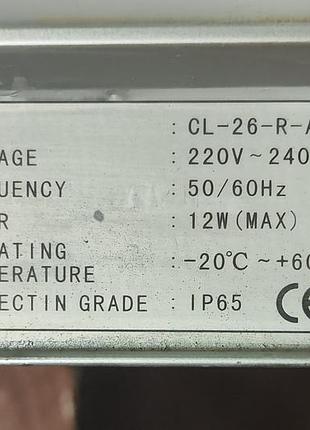 : CL-26-R-A
AGE : 220V~240
UENCY : 50/60Hz
R : 12W(MAX)
ATING
ERATURE : -20℃ ~+60
ECTIN GRADE : IP65 CE